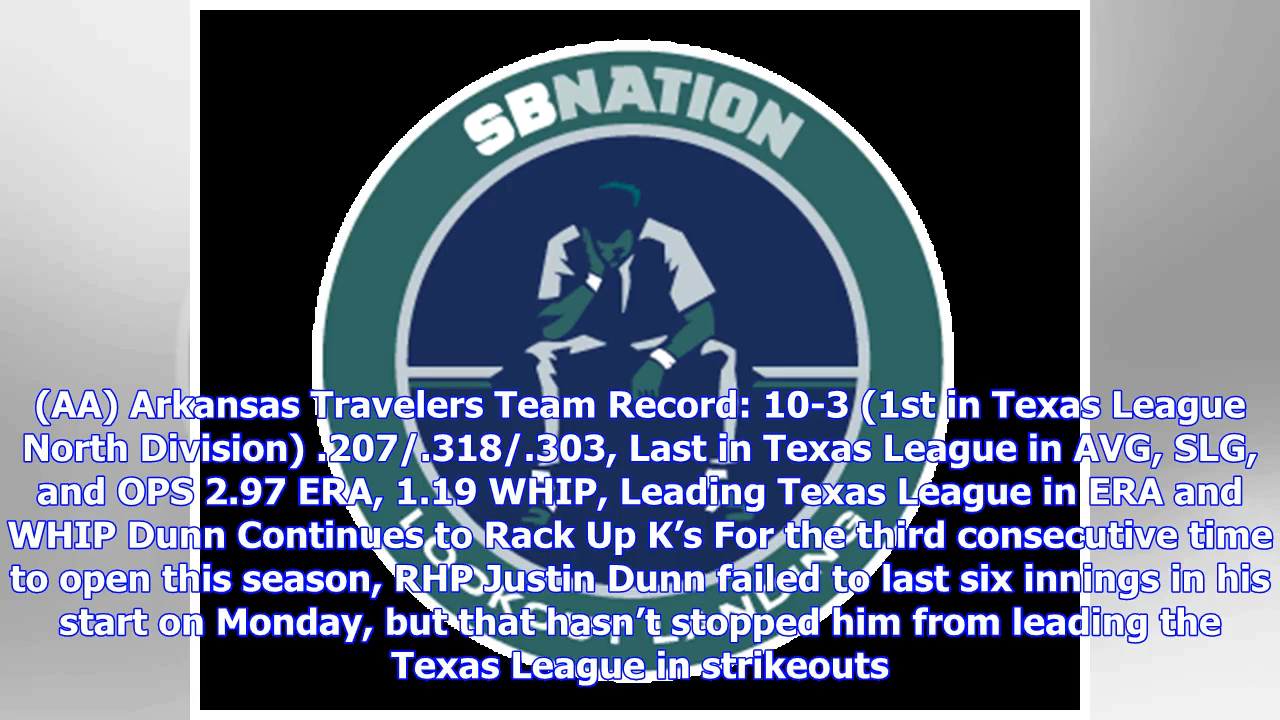 SBNATION
(AA) Arkansas Travelers Team Record: 10-3 (1st in Texas League
North Division) .207/.318/.303, Last in Texas League in AVG, SLG,
and OPS 2.97 ERA, 1.19 WHIP, Leading Texas League in ERA and
WHIP Dunn Continues to Rack Up K’s For the third consecutive time
to open this season, RHP Justin Dunn failed to last six innings in his
start on Monday, but that hasn’t stopped him from leading the
Texas League in strikeouts
LOOKOUT LANDING